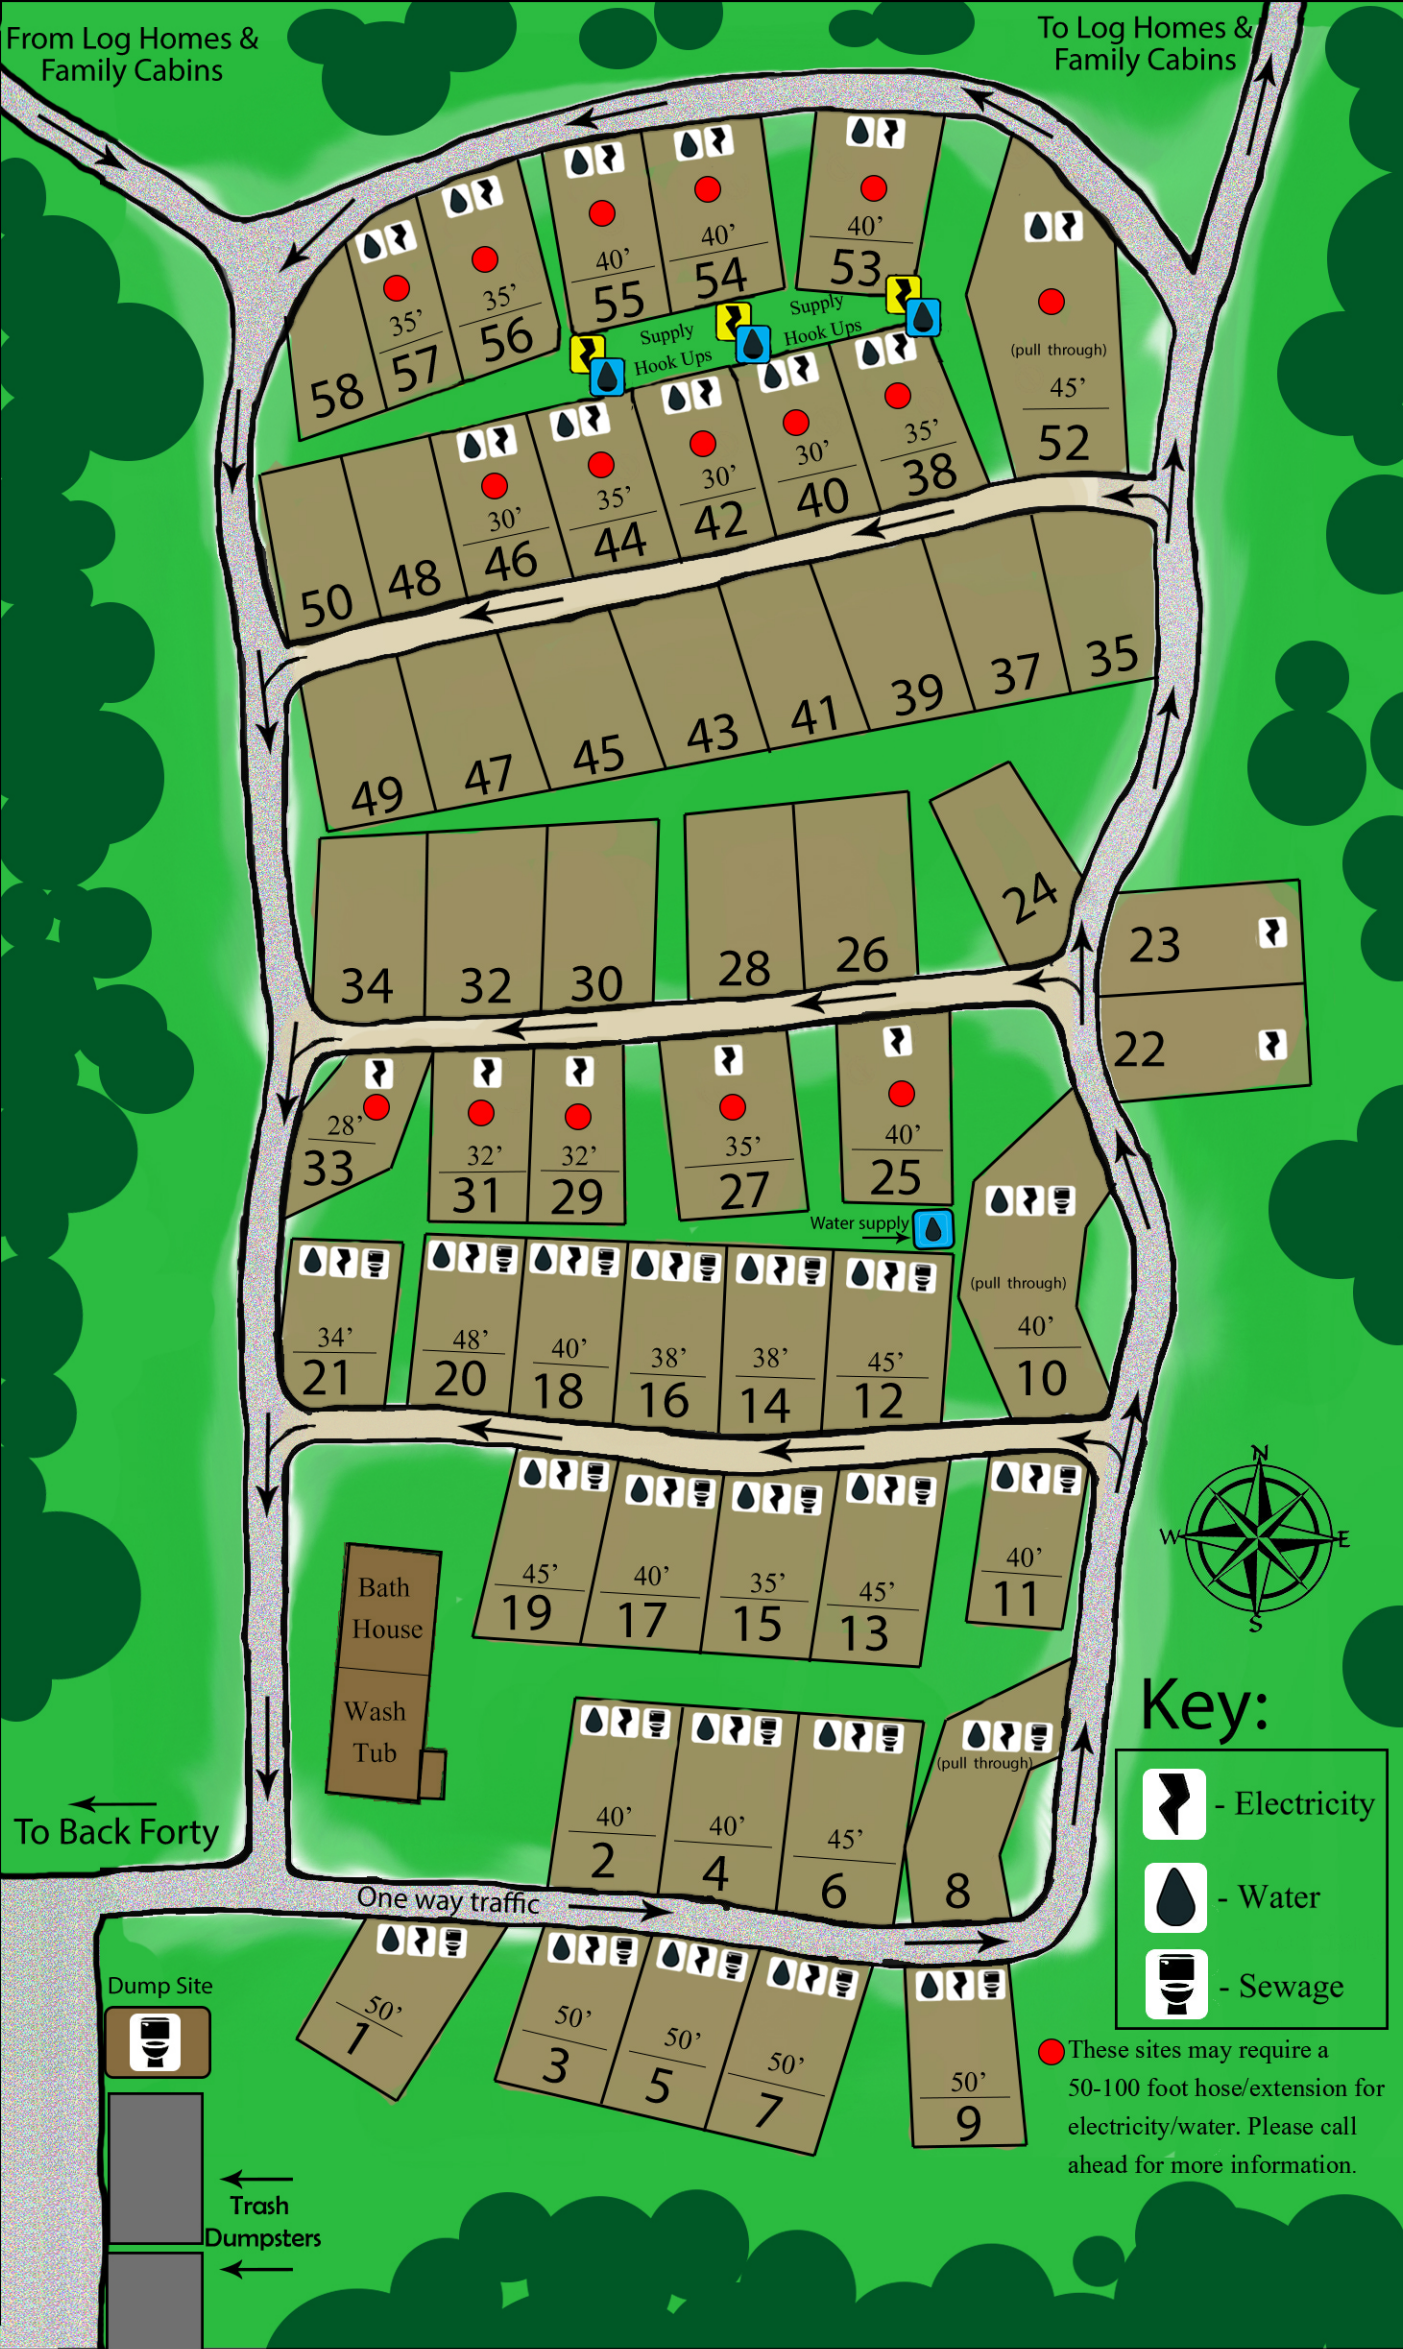 From Log Homes &
Family Cabins
To Log Homes &
Family Cabins
58
35’
57
35’
56
40’
55
40’
54
40’
53
(pull through)
45’
52
Supply
Hook Ups
Supply
Hook Ups
50
48
30’
46
35’
44
30’
42
30’
40
35’
38
49
47
45
43
41
39
37
35
34
32
30
28
26
24
23
22
28’
33
32’
31
32’
29
35’
27
40’
25
Water supply
34’
21
48’
20
40’
18
38’
16
38’
14
45’
12
(pull through)
40’
10
45’
19
40’
17
35’
15
45’
13
40’
11
N
W
E
S
Bath
House
Wash
Tub
40’
2
40’
4
45’
6
(pull through)
8
Key:
- Electricity
- Water
- Sewage
To Back Forty
One way traffic
50’
1
50’
3
50’
5
50’
7
50’
9
These sites may require a
50-100 foot hose/extension for
electricity/water. Please call
ahead for more information.
Dump Site
Trash
Dumpsters